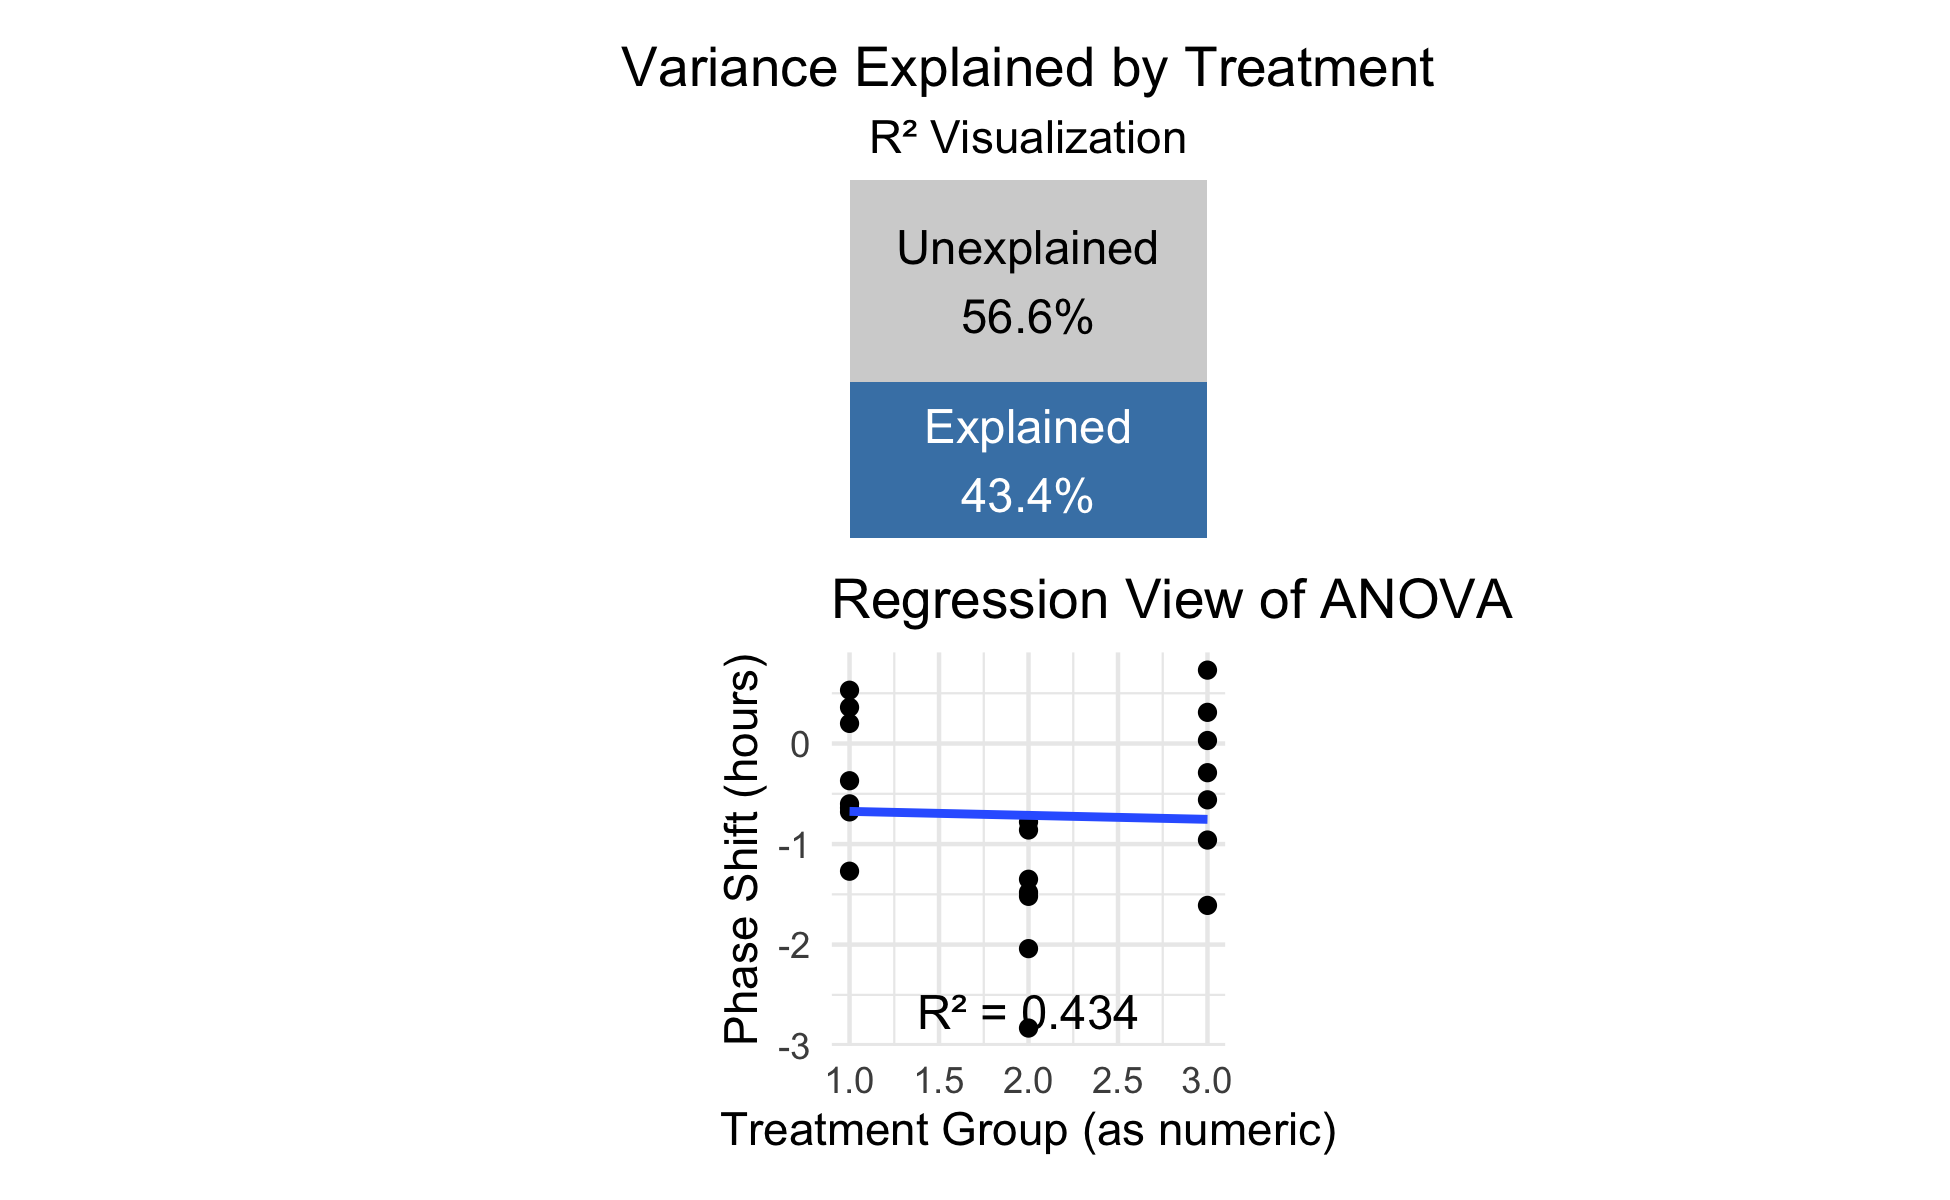 Variance Explained by Treatment
R² Visualization
Unexplained
56.6%
Explained
43.4%
Regression View of ANOVA
Phase Shift (hours)
0
-1
-2
-3
R² = 0.434
1.0 1.5 2.0 2.5 3.0
Treatment Group (as numeric)